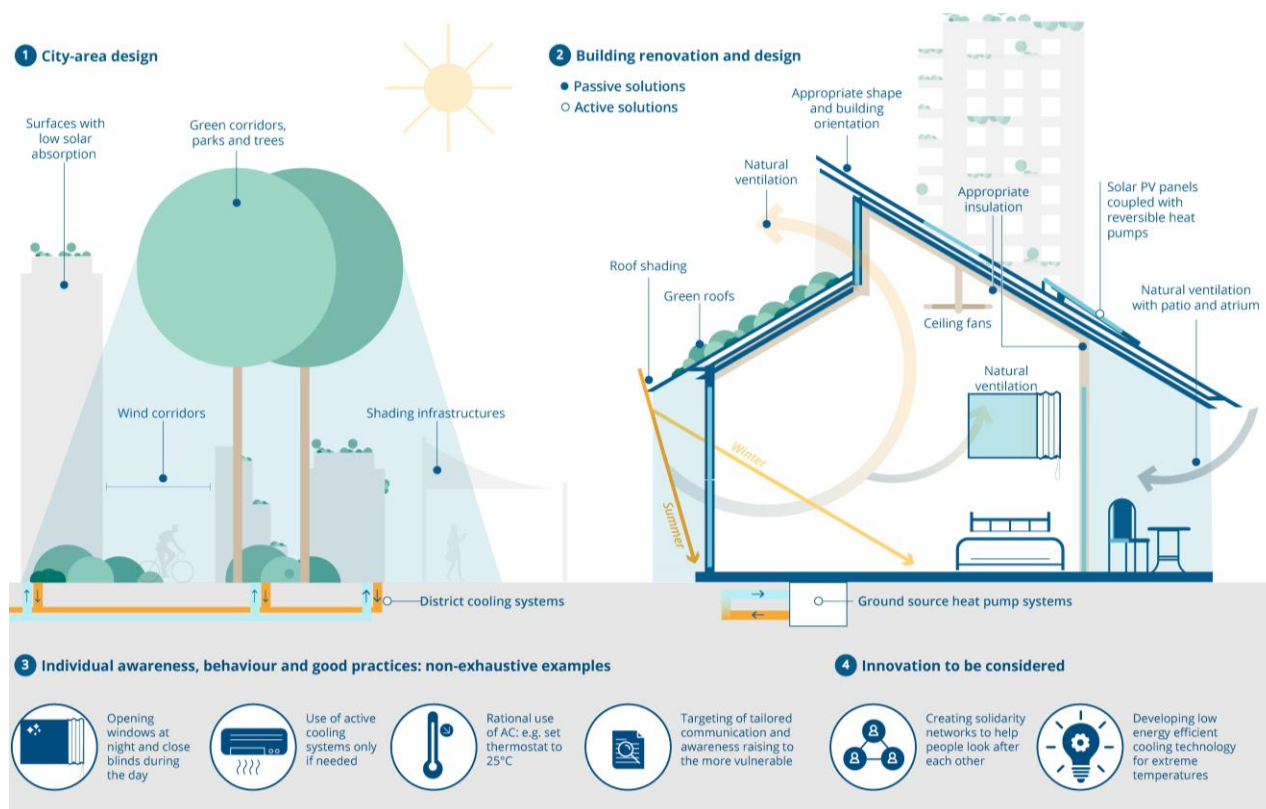 1 City-area design
Surfaces with
low solar
absorption
Green corridors,
parks and trees
Wind corridors
Shading infrastructures
District cooling systems
2 Building renovation and design
Passive solutions
Active solutions
Appropriate shape
and building
orientation
Natural
ventilation
Appropriate
insulation
Solar PV panels
coupled with
reversible heat
pumps
Roof shading
Green roofs
Ceiling fans
Natural ventilation
with patio and atrium
Natural
ventilation
Winter
Summer
Ground source heat pump systems
3 Individual awareness, behaviour and good practices: non-exhaustive examples
Opening
windows at
night and close
blinds during
the day
Use of active
cooling
systems only
if needed
Rational use
of AC: e.g. set
thermostat to
25°C
Targeting of tailored
communication and
awareness raising to
the more vulnerable
4 Innovation to be considered
Creating solidarity
networks to help
people look after
each other
Developing low
energy efficient
cooling technology
for extreme
temperatures